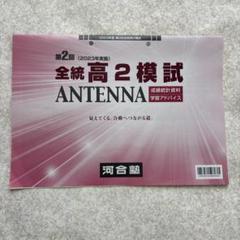 第2回(2023年実施)
全統高2模試
ANTENNA
成績統計資料
学習アドバイス
見えてくる、合格へつながる道。
河合塾